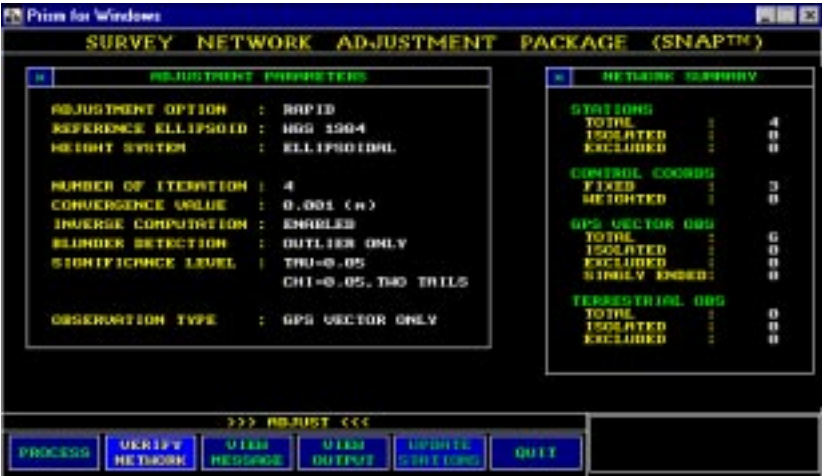 Prism for Windows
SURVEY NETWORK ADJUSTMENT PACKAGE (SNAP™)
ADJUSTMENT PARAMETERS
ADJUSTMENT OPTION : RAPID
REFERENCE ELLIPSOID : WGS 1984
HEIGHT SYSTEM : ELLIPSOIDAL
NUMBER OF ITERATION : 4
CONVERGENCE VALUE : 0.001 (m)
INVERSE COMPUTATION : ENABLED
BLUNDER DETECTION : OUTLIER ONLY
SIGNIFICANCE LEVEL : TAU=0.05
CHI=0.05,TWO TAILS
OBSERVATION TYPE : GPS VECTOR ONLY
NETWORK SUMMARY
STATIONS
TOTAL : 4
ISOLATED : 0
EXCLUDED : 0
CONTROL COORDS
FIXED : 3
WEIGHTED : 0
GPS VECTOR OBS
TOTAL : 6
ISOLATED : 0
EXCLUDED : 0
SINGLY ENDED: 0
TERRESTRIAL OBS
TOTAL : 0
ISOLATED : 0
EXCLUDED : 0
>>> ADJUST <<<
PROCESS
VERIFY NETWORK
VIEW MESSAGE
VIEW OUTPUT
UPDATE STATIONS
QUIT